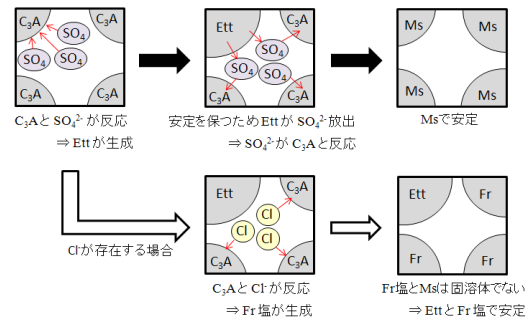 C₃A
SO₄
SO₄
SO₄
C₃AとSO₄²⁻が反応
⇒ Ettが生成
Ett
C₃A
SO₄
SO₄
SO₄
C₃A
C₃A
安定を保つためEttがSO₄²⁻放出
⇒ SO₄²⁻がC₃Aと反応
Ms
Ms
Ms
Ms
Msで安定
Cl⁻が存在する場合
C₃A
Cl
Cl
Cl
C₃A
C₃A
C₃AとCl⁻が反応
⇒ Fr塩が生成
Ett
Fr
Fr
Fr
Fr塩とMsは固溶体でない
⇒ EttとFr塩で安定